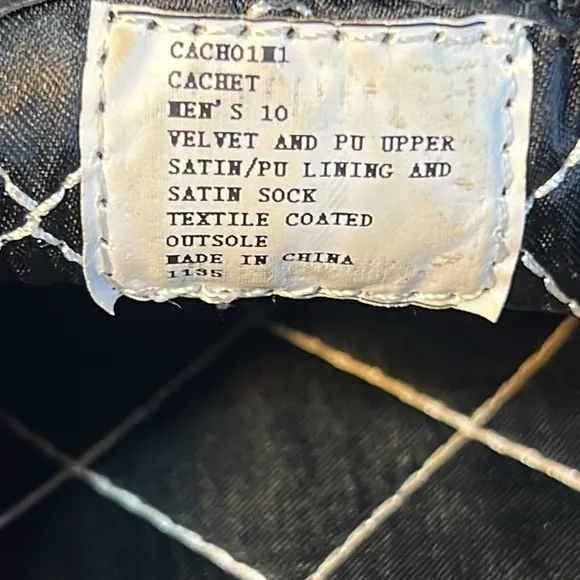 CACHO1M1
CACHET
MEN'S 10
VELVET AND PU UPPER
SATIN/PU LINING AND
SATIN SOCK
TEXTILE COATED
OUTSOLE
MADE IN CHINA
1135